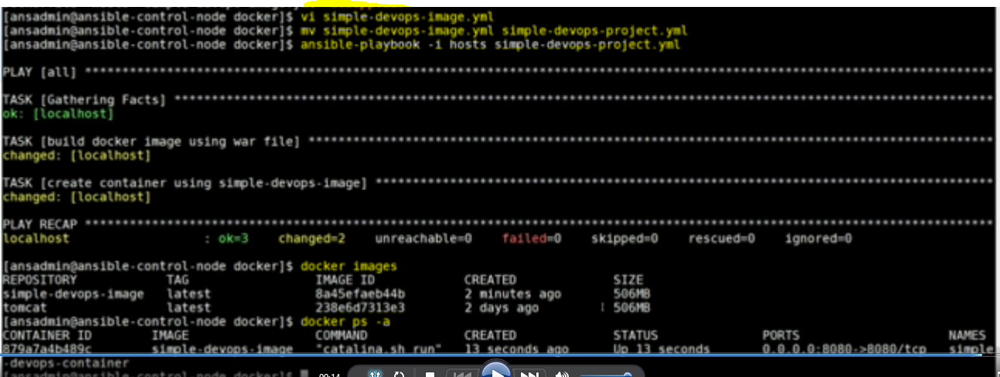 [ansadmin@ansible-control-node docker]$ vi simple-devops-image.yml
[ansadmin@ansible-control-node docker]$ mv simple-devops-image.yml simple-devops-project.yml
[ansadmin@ansible-control-node docker]$ ansible-playbook -i hosts simple-devops-project.yml
PLAY [all] ****************************************************************************************************************************
TASK [Gathering Facts] ****************************************************************************************************************
ok: [localhost]
TASK [build docker image using war file] **********************************************************************************************
changed: [localhost]
TASK [create container using simple-devops-image] *************************************************************************************
changed: [localhost]
PLAY RECAP ****************************************************************************************************************************
localhost : ok=3 changed=2 unreachable=0 failed=0 skipped=0 rescued=0 ignored=0
[ansadmin@ansible-control-node docker]$ docker images
REPOSITORY TAG IMAGE ID CREATED SIZE
simple-devops-image latest 8a45efaeb44b 2 minutes ago 506MB
tomcat latest 238e6d7313e3 2 days ago 506MB
[ansadmin@ansible-control-node docker]$ docker ps -a
CONTAINER ID IMAGE COMMAND CREATED STATUS PORTS NAMES
879a7a4b489c simple-devops-image "catalina.sh run" 13 seconds ago Up 13 seconds 0.0.0.0:8080->8080/tcp simple
-devops-container
[ansadmin@ansible-control-node docker]$
00:14